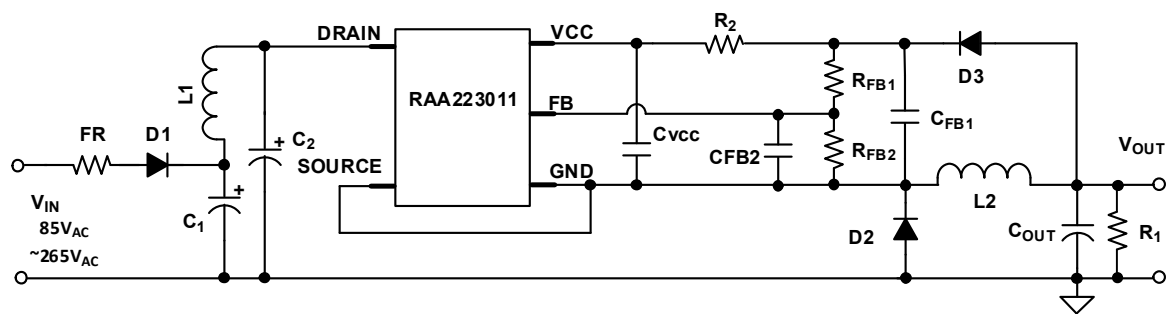 R2
DRAIN
VCC
D3
L1
RAA223011
RFB1
FB
CFB1
FR
D1
C2
CVCC
CFB2
RFB2
VOUT
SOURCE
GND
L2
VIN
85VAC
~265VAC
C1
D2
COUT
R1